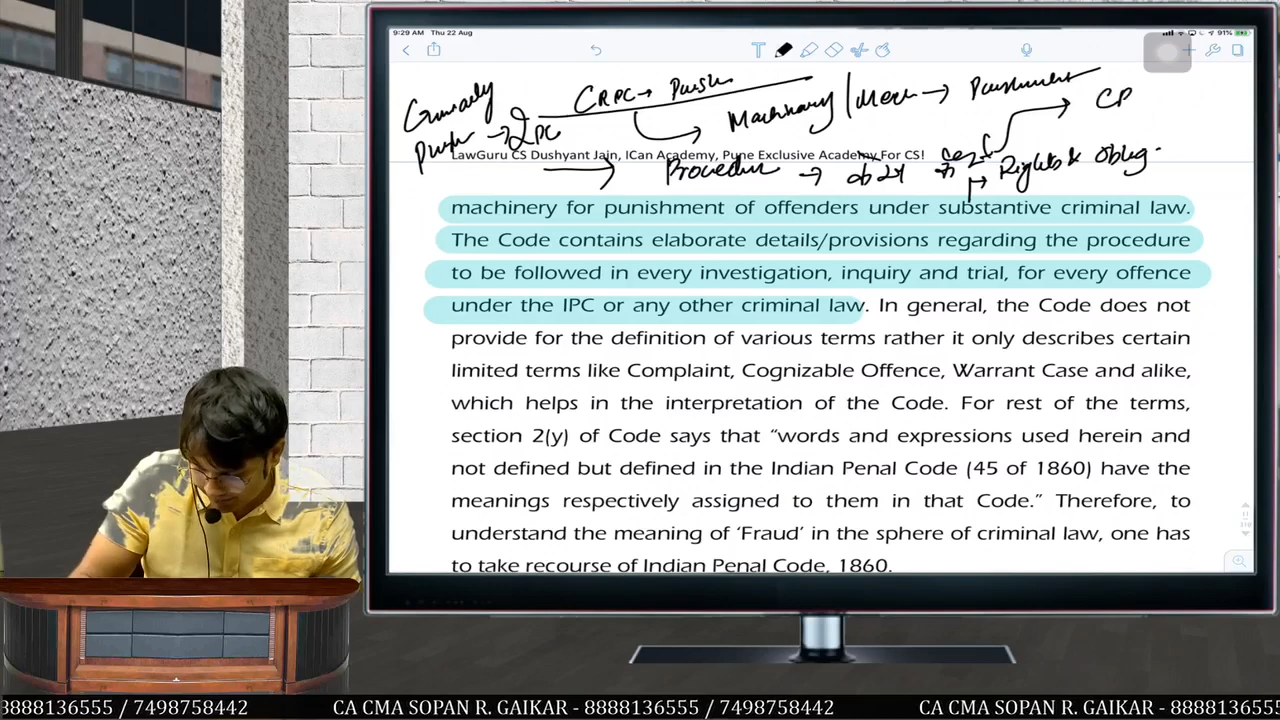 9:29 AM Thu 22 Aug
91%
T
CRPC →
Machinery / →
CP
→ IPC
LawGuru CS Dushyant Jain, ICan Academy, Pune Exclusive Academy For CS!
Procedure → → Rights & Oblig.
machinery for punishment of offenders under substantive criminal law.
The Code contains elaborate details/provisions regarding the procedure
to be followed in every investigation, inquiry and trial, for every offence
under the IPC or any other criminal law. In general, the Code does not
provide for the definition of various terms rather it only describes certain
limited terms like Complaint, Cognizable Offence, Warrant Case and alike,
which helps in the interpretation of the Code. For rest of the terms,
section 2(y) of Code says that “words and expressions used herein and
not defined but defined in the Indian Penal Code (45 of 1860) have the
meanings respectively assigned to them in that Code.” Therefore, to
understand the meaning of ‘Fraud’ in the sphere of criminal law, one has
to take recourse of Indian Penal Code, 1860.
8888136555 / 7498758442 CA CMA SOPAN R. GAIKAR - 8888136555 / 7498758442 CA CMA SOPAN R. GAIKAR - 8888136555